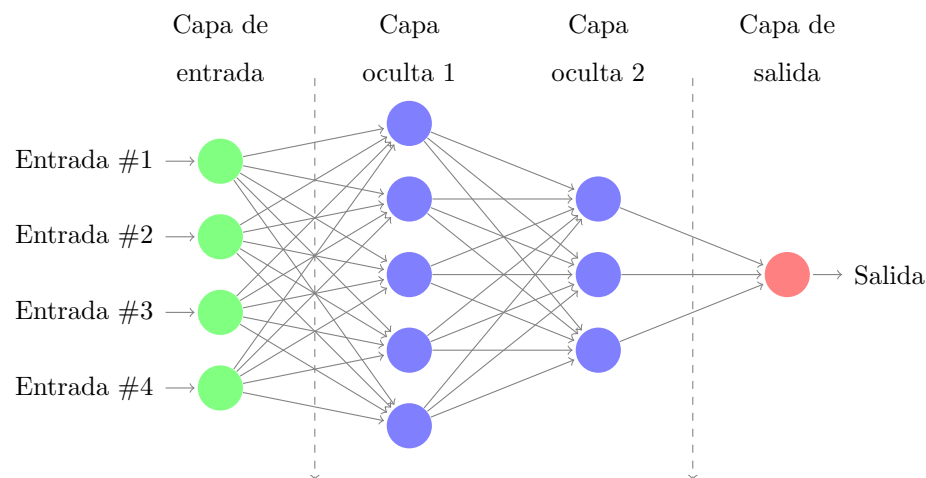 Capa de
entrada
Capa
oculta 1
Capa
oculta 2
Capa de
salida
Entrada #1
Entrada #2
Entrada #3
Entrada #4
Salida